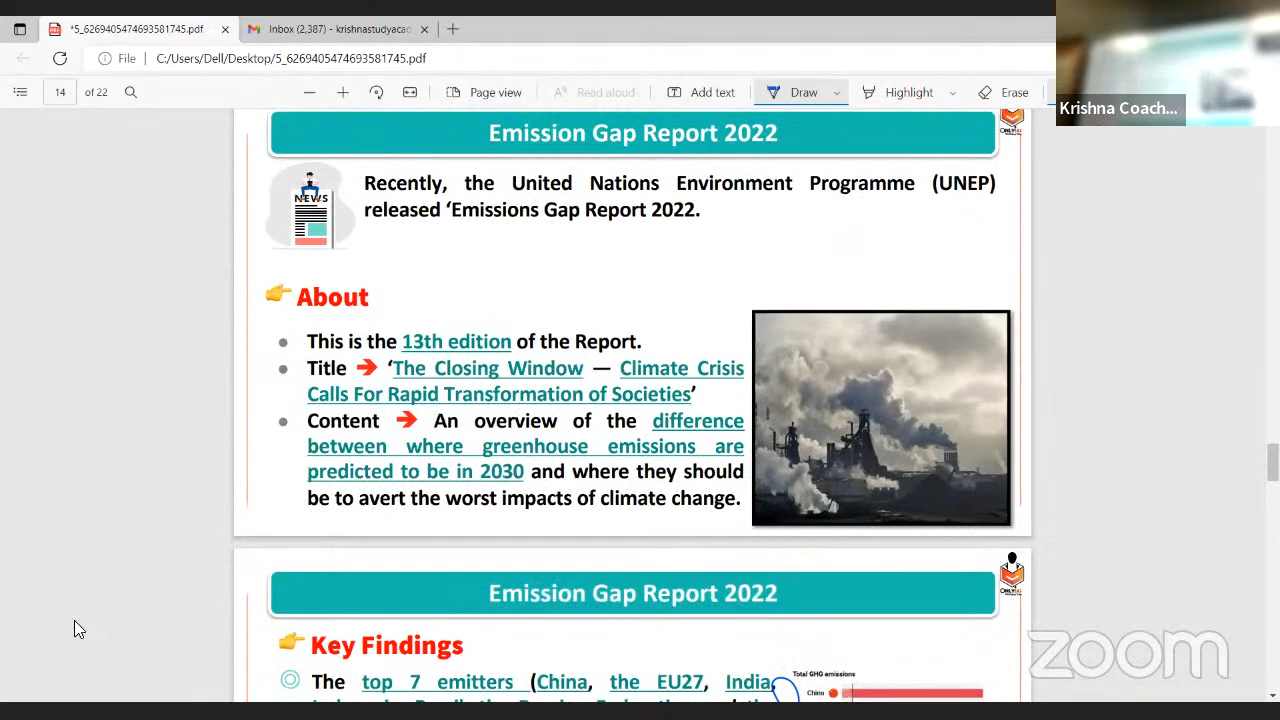 *5_6269405474693581745.pdf
Inbox (2,387) - krishnastudyacac
File
C:/Users/Dell/Desktop/5_6269405474693581745.pdf
14 of 22
Page view
Read aloud
Add text
Draw
Highlight
Erase
Krishna Coach...
Emission Gap Report 2022
NEWS
Recently, the United Nations Environment Programme (UNEP)
released ‘Emissions Gap Report 2022.
About
This is the 13th edition of the Report.
Title ➔ ‘The Closing Window — Climate Crisis
Calls For Rapid Transformation of Societies’
Content ➔ An overview of the difference
between where greenhouse emissions are
predicted to be in 2030 and where they should
be to avert the worst impacts of climate change.
Emission Gap Report 2022
Key Findings
The top 7 emitters (China, the EU27, India,
Total GHG emissions
China
zoom